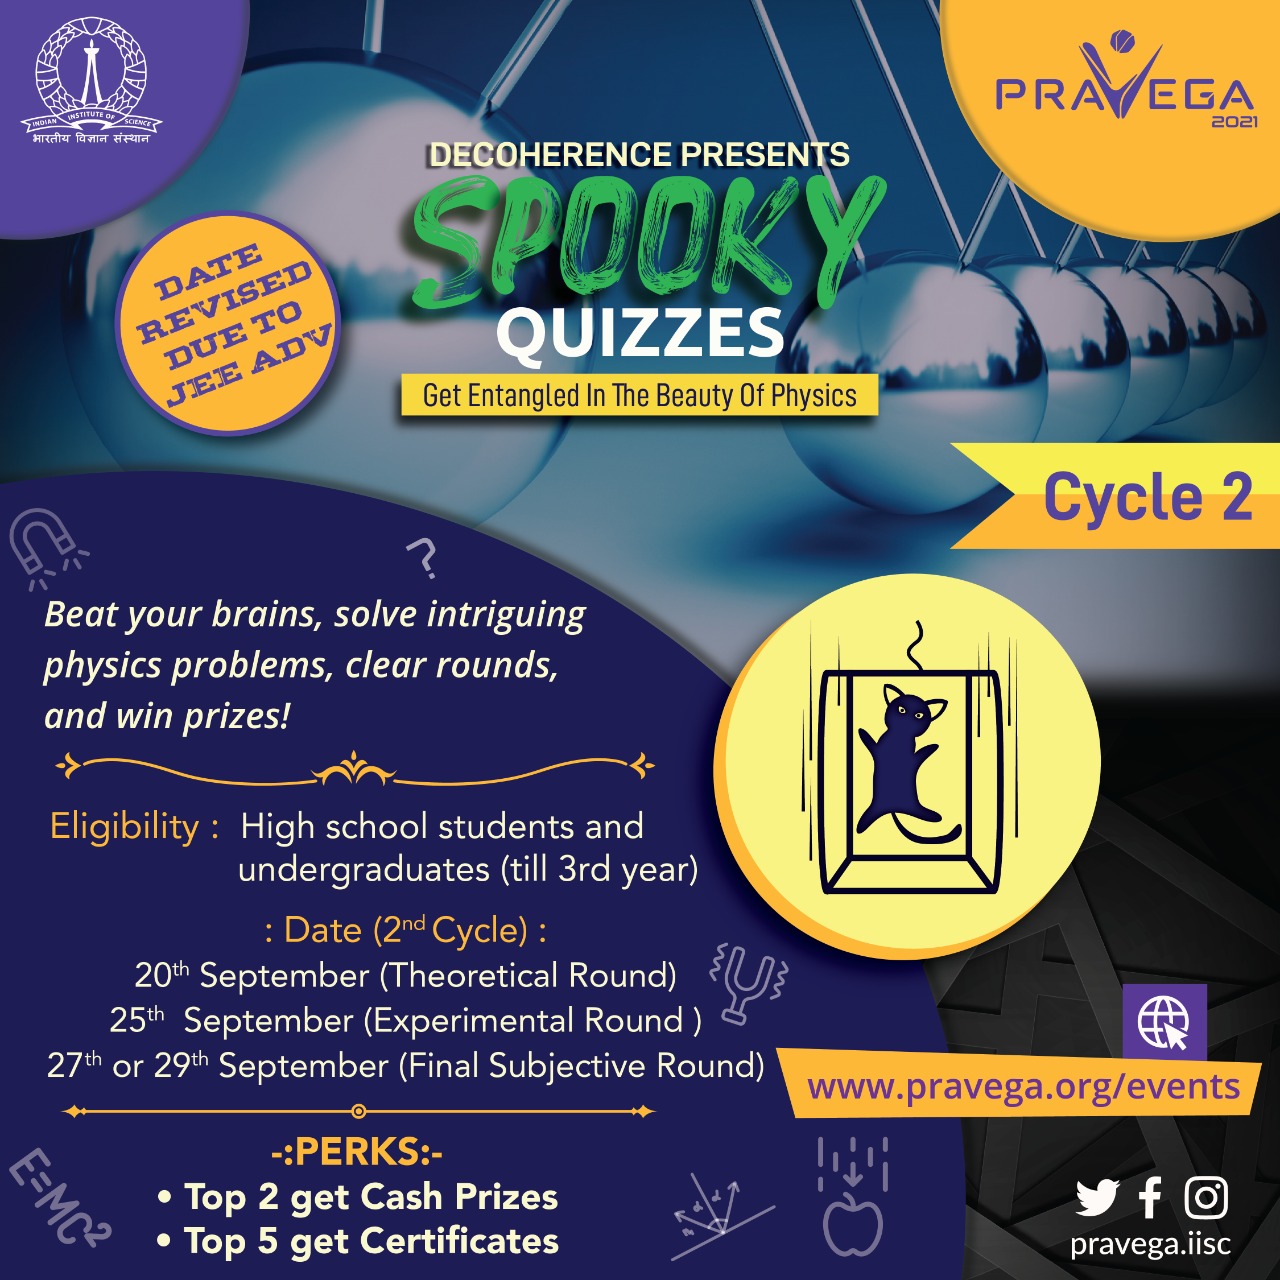 INDIAN INSTITUTE OF SCIENCE
भारतीय विज्ञान संस्थान
PRAVEGA
2021
DECOHERENCE PRESENTS
SPOOKY
QUIZZES
Get Entangled In The Beauty Of Physics
DATE
REVISED
DUE TO
JEE ADV
Cycle 2
?
Beat your brains, solve intriguing
physics problems, clear rounds,
and win prizes!
Eligibility : High school students and
undergraduates (till 3rd year)
: Date (2nd Cycle) :
20th September (Theoretical Round)
25th September (Experimental Round )
27th or 29th September (Final Subjective Round)
www.pravega.org/events
-:PERKS:-
• Top 2 get Cash Prizes
• Top 5 get Certificates
E=MC2
pravega.iisc